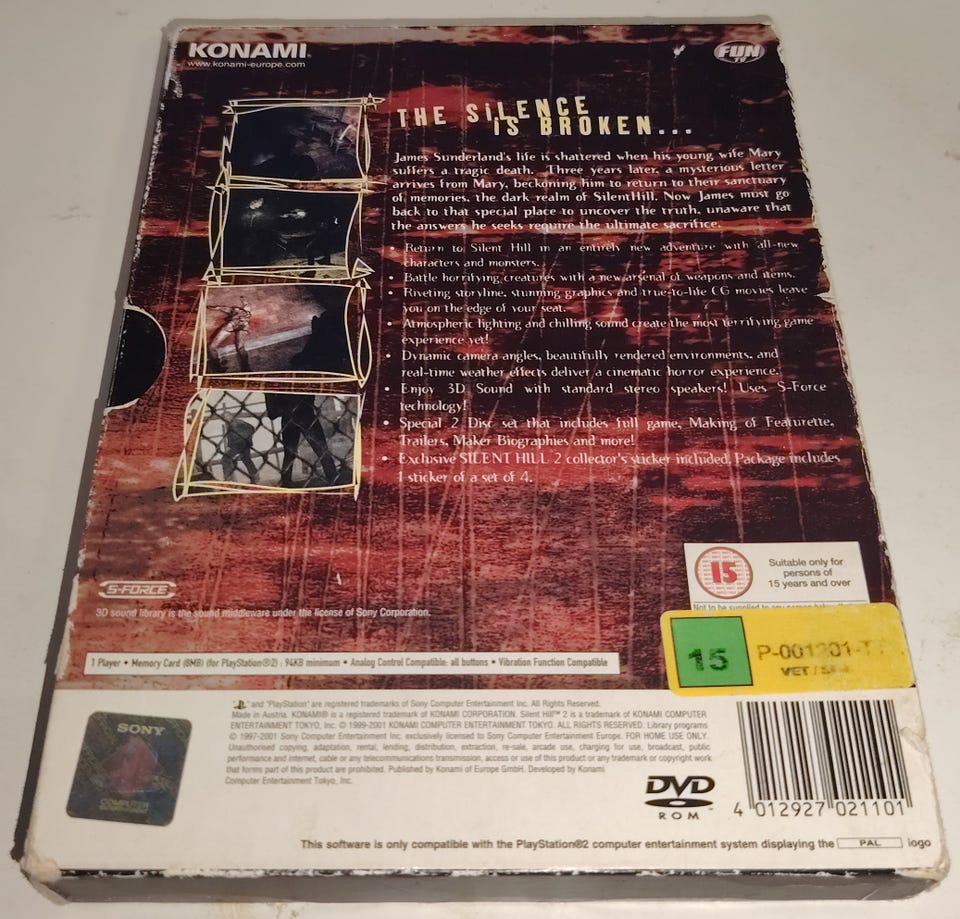 KONAMI®
www.konami-europe.com
FUN
TV
THE SiLENCE
IS BROKEN...
James Sunderland's life is shattered when his young wife Mary
suffers a tragic death. Three years later, a mysterious letter
arrives from Mary, beckoning him to return to their sanctuary
of memories, the dark realm of SilentHill. Now James must go
back to that special place to uncover the truth, unaware that
the answers he seeks require the ultimate sacrifice.
• Return to Silent Hill in an entirely new adventure with all-new
characters and monsters.
• Battle horrifying creatures with a new arsenal of weapons and items.
• Riveting storyline, stunning graphics and true-to-life CG movies leave
you on the edge of your seat.
• Atmospheric lighting and chilling sound create the most terrifying game
experience yet!
• Dynamic camera angles, beautifully rendered environments, and
real-time weather effects deliver a cinematic horror experience.
• Enjoy 3D Sound with standard stereo speakers! Uses S-Force
technology!
• Special 2 Disc set that includes full game, Making of Featurette,
Trailers, Maker Biographies and more!
• Exclusive SILENT HILL 2 collector's sticker included. Package includes
1 sticker of a set of 4.
S-FORCE
3D sound library is the sound middleware under the license of Sony Corporation.
15
Suitable only for
persons of
15 years and over
Not to be supplied to any person below
15
P-001201-T
VET
1 Player • Memory Card (8MB) (for PlayStation®2) : 94KB minimum • Analog Control Compatible: all buttons • Vibration Function Compatible
" " and "PlayStation" are registered trademarks of Sony Computer Entertainment Inc. All Rights Reserved.
Made in Austria. KONAMI® is a registered trademark of KONAMI CORPORATION. Silent Hill™ 2 is a trademark of KONAMI COMPUTER
ENTERTAINMENT TOKYO, Inc. © 1999-2001 KONAMI COMPUTER ENTERTAINMENT TOKYO. ALL RIGHTS RESERVED. Library programs
© 1997-2001 Sony Computer Entertainment Inc. exclusively licensed to Sony Computer Entertainment Europe. FOR HOME USE ONLY.
Unauthorised copying, adaptation, rental, lending, distribution, extraction, re-sale, arcade use, charging for use, broadcast, public
performance and internet, cable or any telecommunications transmission, access or use of this product or any trademark or copyright work
that forms part of this product are prohibited. Published by Konami of Europe GmbH. Developed by Konami
Computer Entertainment Tokyo, Inc.
SONY
COMPUTER
ENTERTAINMENT
DVD
ROM
4 012927 021101
This software is only compatible with the PlayStation®2 computer entertainment system displaying the PAL logo